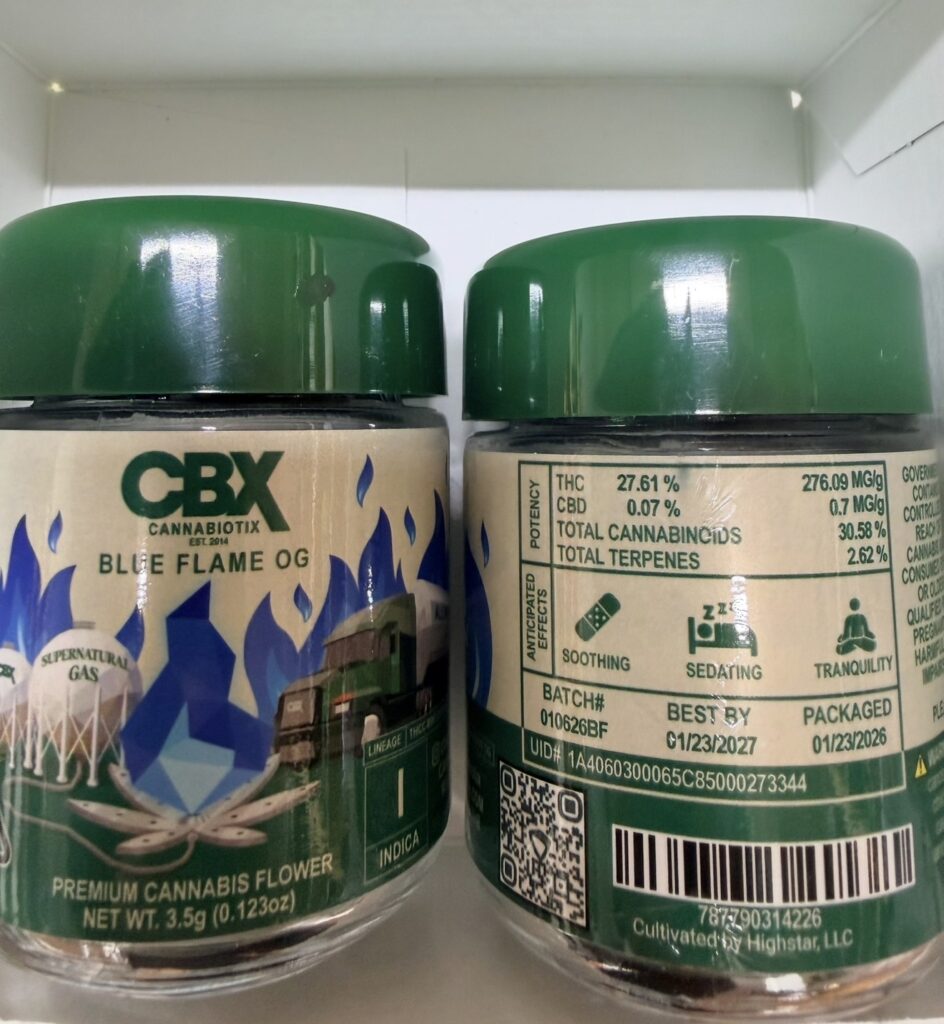 CBX
CANNABIOTIX
EST. 2014
BLUE FLAME OG
SUPERNATURAL
GAS
CBX
LINEAGE
I
INDICA
PREMIUM CANNABIS FLOWER
NET WT. 3.5g (0.123oz)
POTENCY
THC 27.61 % 276.09 MG/g
CBD 0.07 % 0.7 MG/g
TOTAL CANNABINOIDS 30.58 %
TOTAL TERPENES 2.62 %
ANTICIPATED
EFFECTS
ZZZ
SOOTHING
SEDATING
TRANQUILITY
BATCH#
010626BF
BEST BY
01/23/2027
PACKAGED
01/23/2026
UID# 1A4060300065C85000273344
787790314226
Cultivated by Highstar, LLC